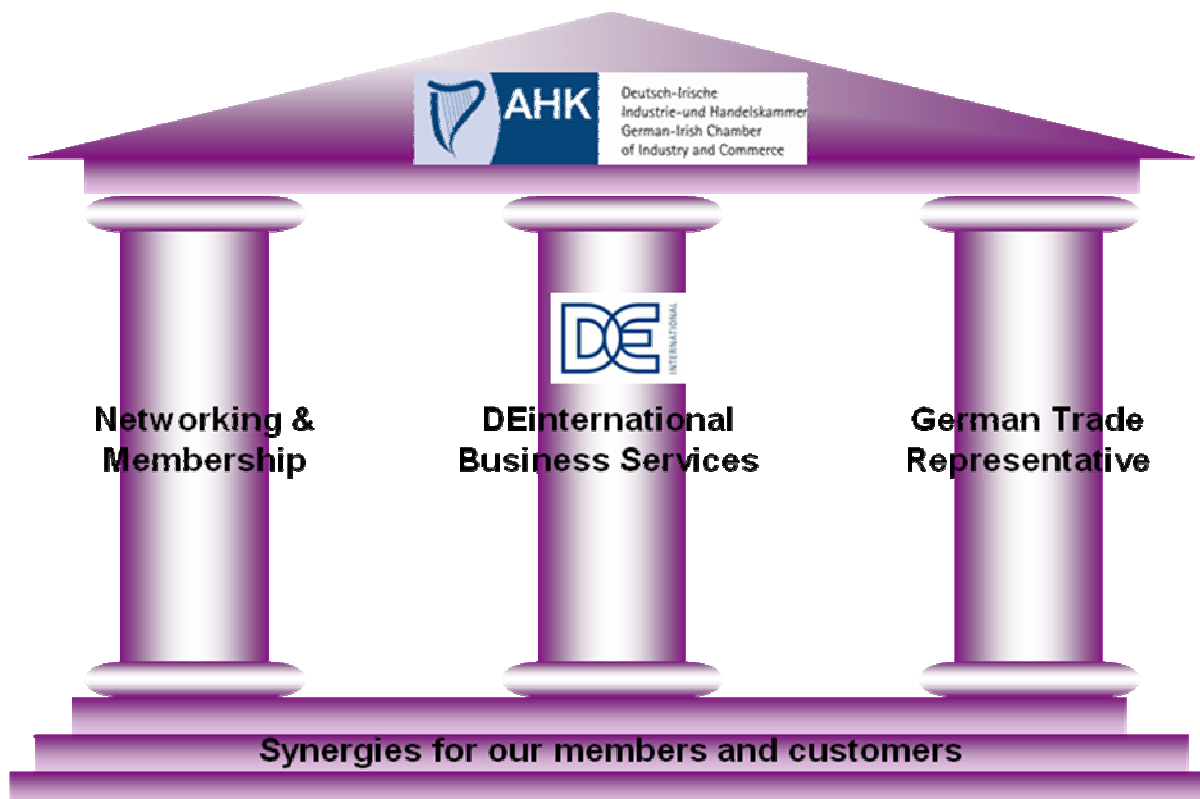 AHK
Deutsch-Irische
Industrie-und Handelskammer
German-Irish Chamber
of Industry and Commerce
DE
INTERNATIONAL
Networking &
Membership
DEinternational
Business Services
German Trade
Representative
Synergies for our members and customers